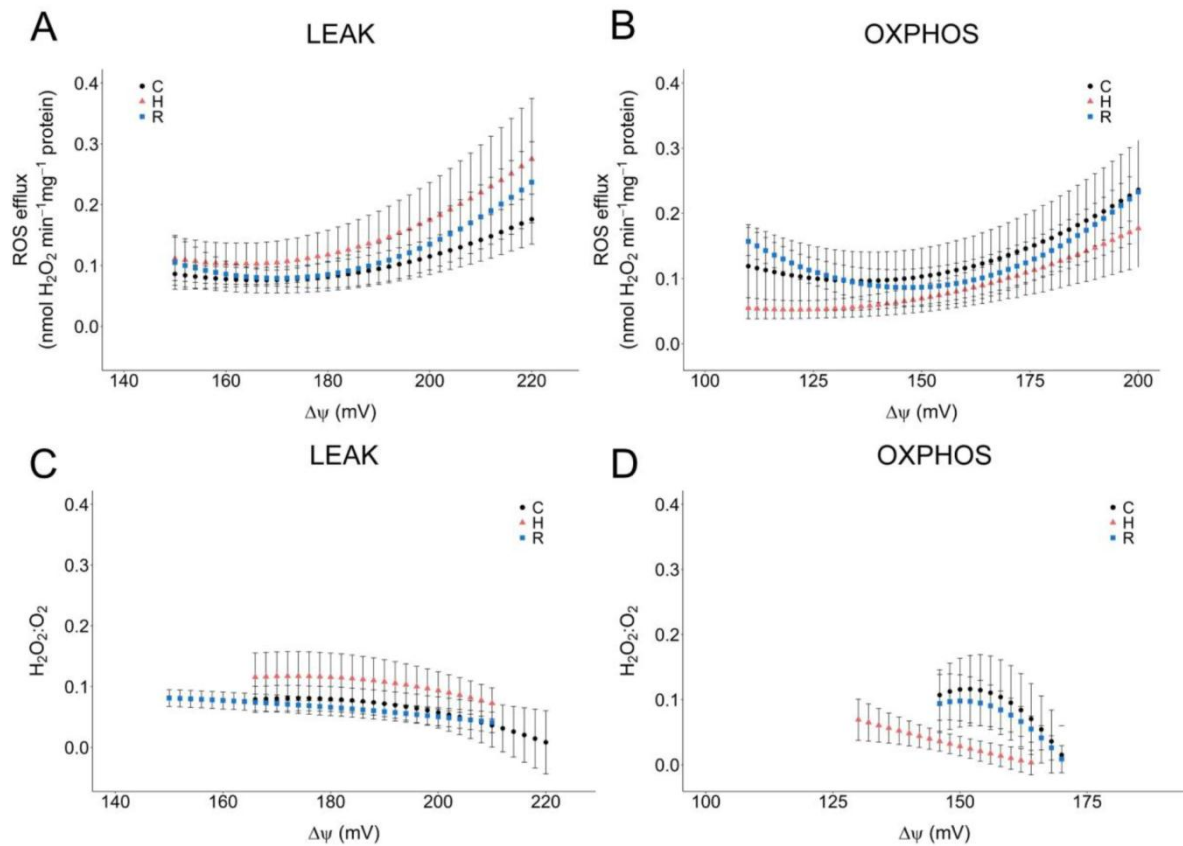 A
LEAK
ROS efflux
(nmol H₂O₂ min⁻¹mg⁻¹ protein)
0.4
0.3
0.2
0.1
0.0
C
H
R
140
160
180
200
220
Δψ (mV)
B
OXPHOS
ROS efflux
(nmol H₂O₂ min⁻¹mg⁻¹ protein)
0.4
0.3
0.2
0.1
0.0
C
H
R
100
125
150
175
200
Δψ (mV)
C
LEAK
H₂O₂:O₂
0.4
0.3
0.2
0.1
0.0
C
H
R
140
160
180
200
220
Δψ (mV)
D
OXPHOS
H₂O₂:O₂
0.4
0.3
0.2
0.1
0.0
C
H
R
100
125
150
175
Δψ (mV)